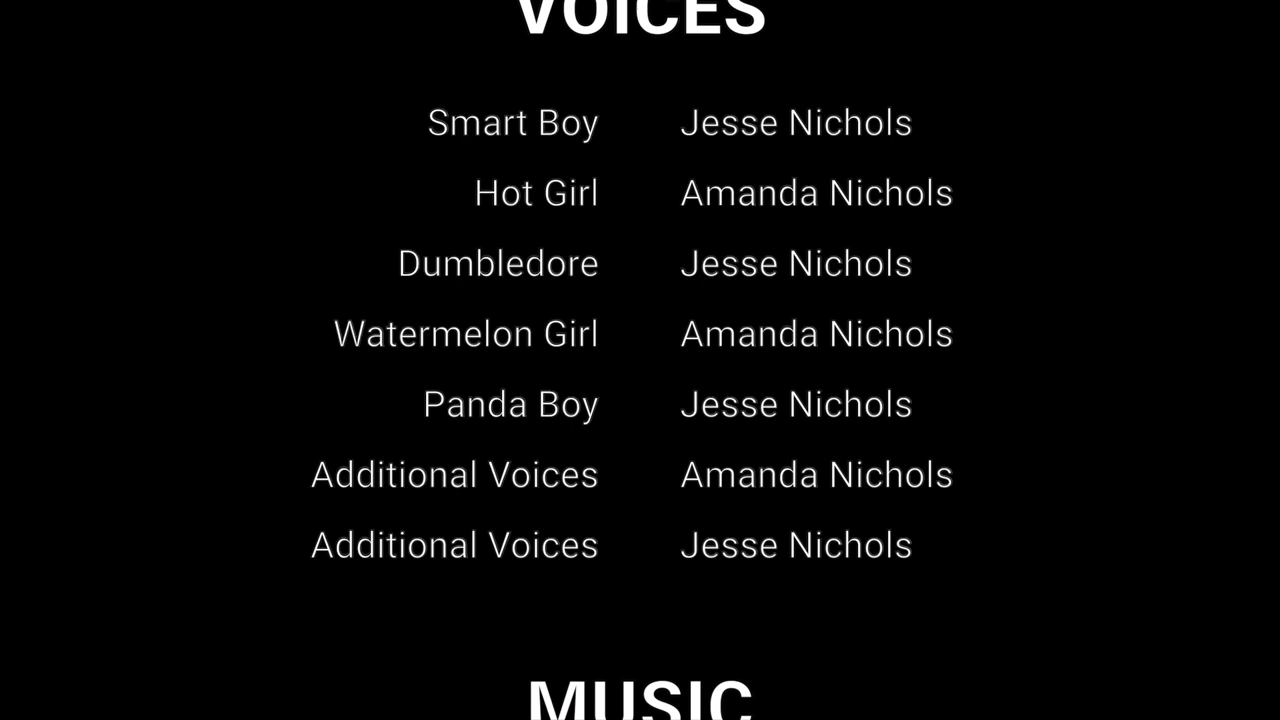 VOICES
Smart Boy Jesse Nichols
Hot Girl Amanda Nichols
Dumbledore Jesse Nichols
Watermelon Girl Amanda Nichols
Panda Boy Jesse Nichols
Additional Voices Amanda Nichols
Additional Voices Jesse Nichols
MUSIC